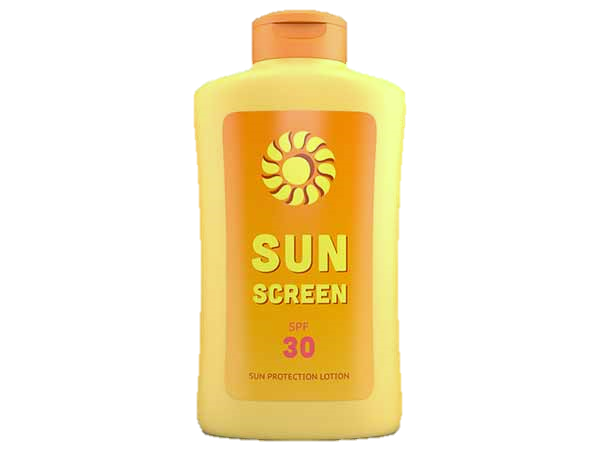 SUN
SCREEN
SPF
30
SUN PROTECTION LOTION